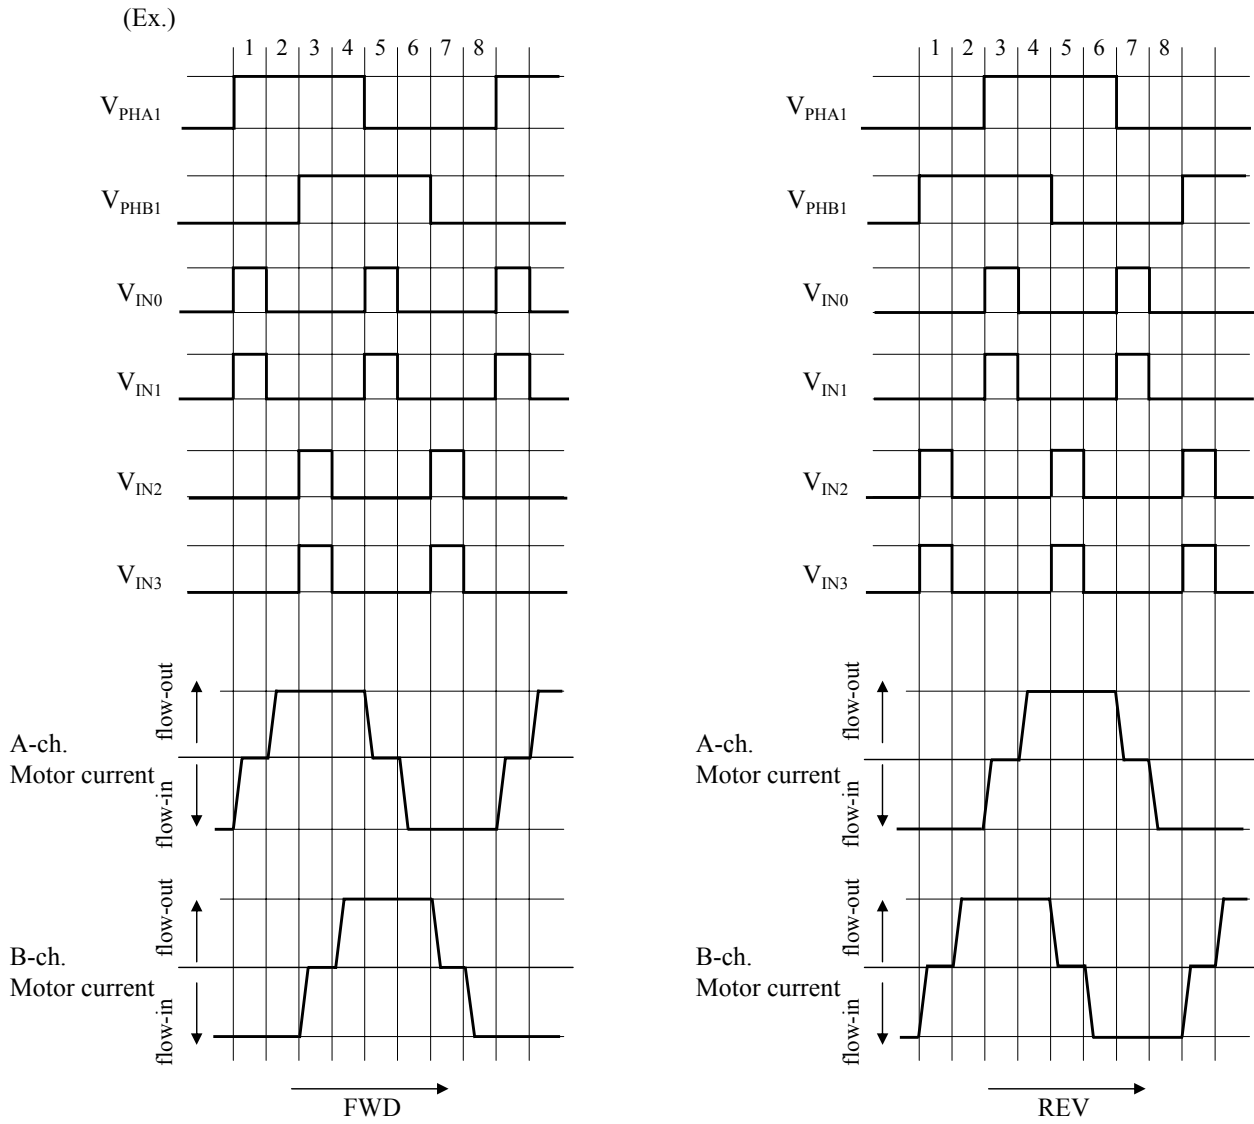 (Ex.)
1 2 3 4 5 6 7 8
VPHA1
VPHB1
VIN0
VIN1
VIN2
VIN3
flow-out
A-ch.
Motor current
flow-in
flow-out
B-ch.
Motor current
flow-in
FWD
1 2 3 4 5 6 7 8
VPHA1
VPHB1
VIN0
VIN1
VIN2
VIN3
flow-out
A-ch.
Motor current
flow-in
flow-out
B-ch.
Motor current
flow-in
REV